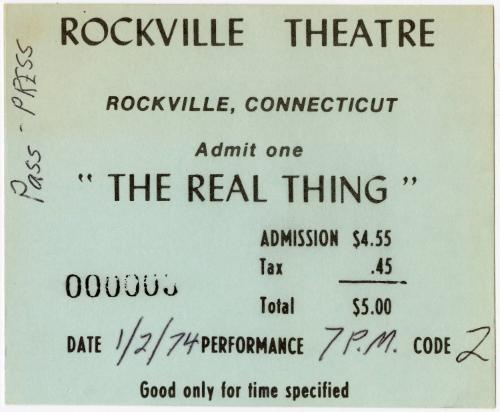 Pass - PRESS
ROCKVILLE THEATRE
ROCKVILLE, CONNECTICUT
Admit one
" THE REAL THING "
ADMISSION $4.55
Tax .45
Total $5.00
DATE 1/2/74 PERFORMANCE 7 P.M. CODE 2
Good only for time specified